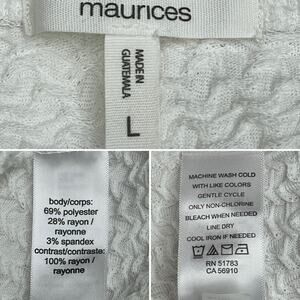 maurices
MADE IN
GUATEMALA
L
body/corps:
69% polyester
28% rayon /
rayonne
3% spandex
contrast/contraste:
100% rayon /
rayonne
MACHINE WASH COLD
WITH LIKE COLORS
GENTLE CYCLE
ONLY NON-CHLORINE
BLEACH WHEN NEEDED
LINE DRY
COOL IRON IF NEEDED
RN 51783
CA 56910